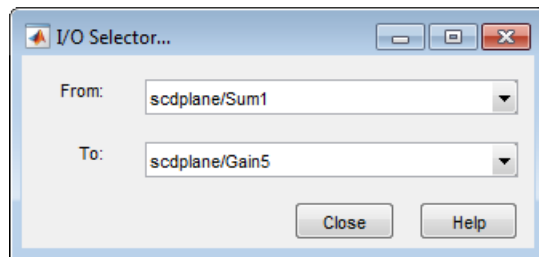 I/O Selector...
From: scdplane/Sum1
To: scdplane/Gain5
Close Help